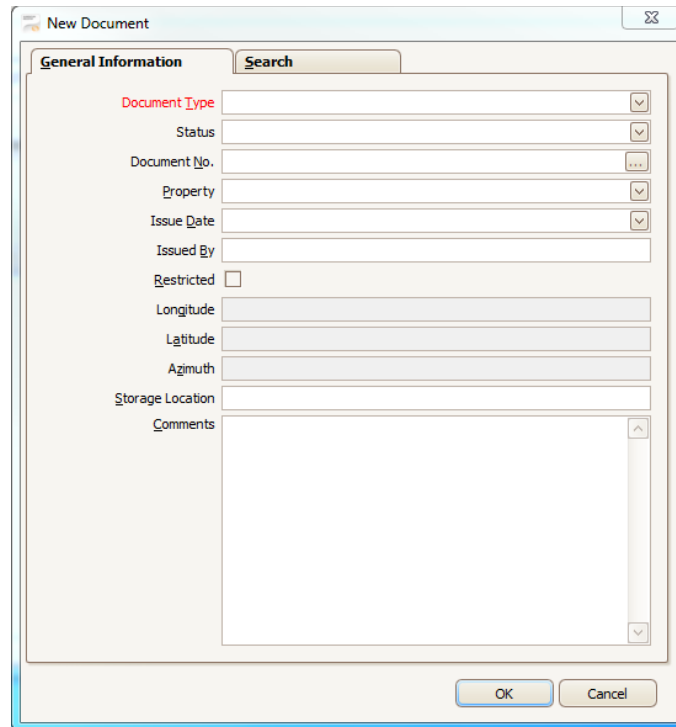 New Document
General Information
Search
Document Type
Status
Document No.
...
Property
Issue Date
Issued By
Restricted
Longitude
Latitude
Azimuth
Storage Location
Comments
OK
Cancel